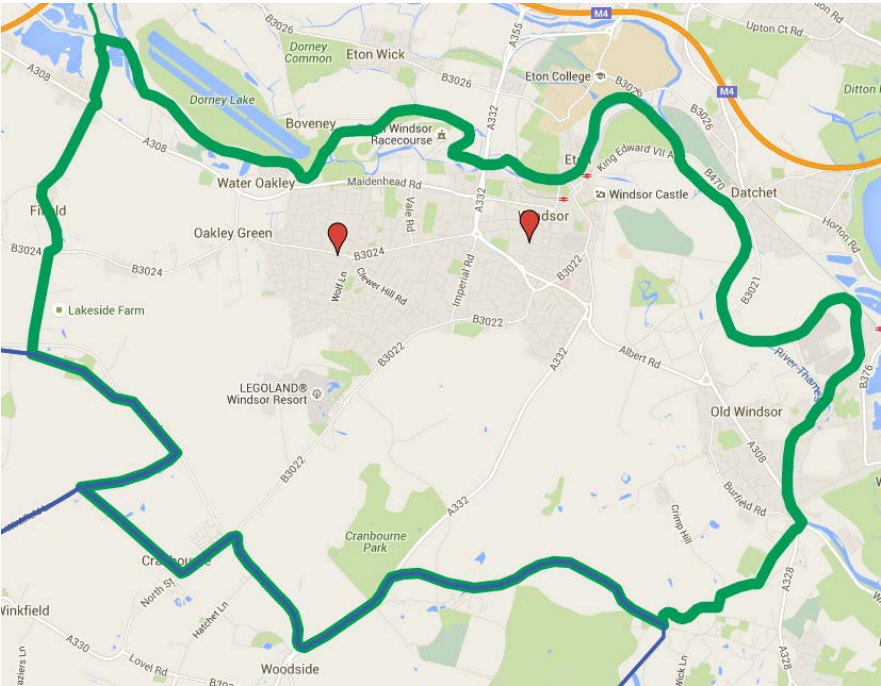 M4
B3026
A355
Upton Ct Rd
Dorney
Common
Eton Wick
A308
Eton College
B3026
B3026
M4
Ditton
Dorney Lake
A332
B3026
Boveney
Windsor
Racecourse
A308
King Edward VII A
B470
Water Oakley
Maidenhead Rd
A332
Windsor Castle
Datchet
Vale Rd
Oakley Green
Horton Rd
B3024
B3024
B3024
Wolf Ln
Clewer Hill Rd
Imperial Rd
B3022
B3021
Lakeside Farm
B3022
B3022
A332
Albert Rd
River Thames
B376
LEGOLAND®
Windsor Resort
Old Windsor
A308
B3022
A332
Burfield Rd
Crimp Hill
Cranbourne
Park
North St
Hatchet Ln
A328
Winkfield
A330
Lovel Rd
Woodside
A328